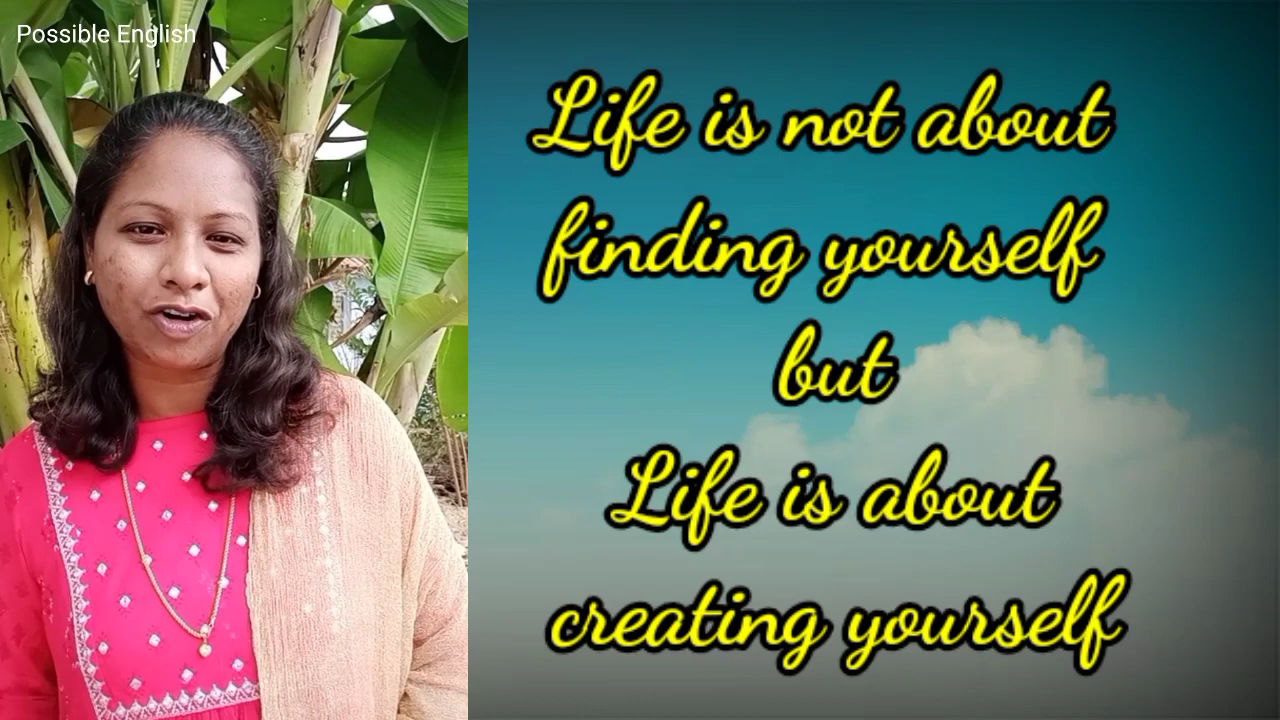 Possible English
Life is not about
finding yourself
but
Life is about
creating yourself